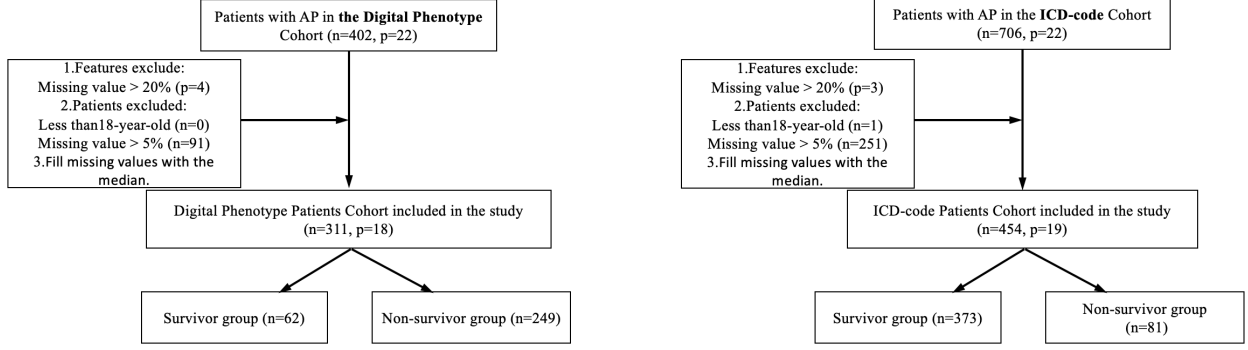 Patients with AP in the Digital Phenotype
Cohort (n=402, p=22)
1.Features exclude:
Missing value > 20% (p=4)
2.Patients excluded:
Less than18-year-old (n=0)
Missing value > 5% (n=91)
3.Fill missing values with the
median.
Digital Phenotype Patients Cohort included in the study
(n=311, p=18)
Survivor group (n=62)
Non-survivor group (n=249)
Patients with AP in the ICD-code Cohort
(n=706, p=22)
1.Features exclude:
Missing value > 20% (p=3)
2.Patients excluded:
Less than18-year-old (n=1)
Missing value > 5% (n=251)
3.Fill missing values with the
median.
ICD-code Patients Cohort included in the study
(n=454, p=19)
Survivor group (n=373)
Non-survivor group
(n=81)